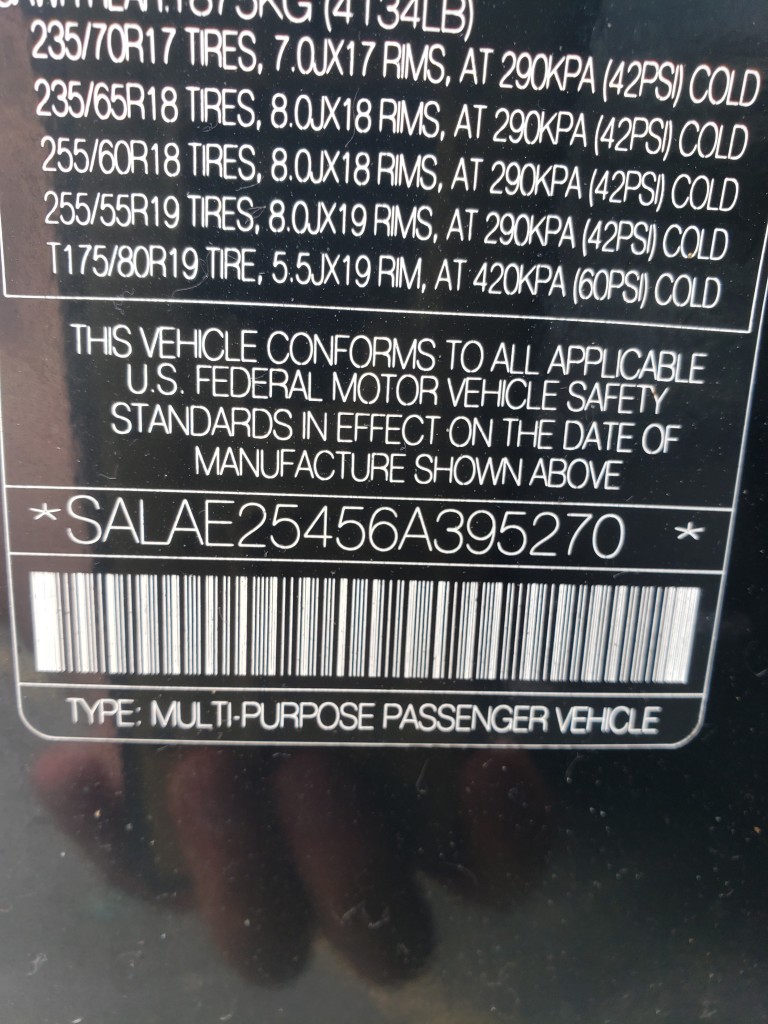 (4134LB)
235/70R17 TIRES, 7.0JX17 RIMS, AT 290KPA (42PSI) COLD
235/65R18 TIRES, 8.0JX18 RIMS, AT 290KPA (42PSI) COLD
255/60R18 TIRES, 8.0JX18 RIMS, AT 290KPA (42PSI) COLD
255/55R19 TIRES, 8.0JX19 RIMS, AT 290KPA (42PSI) COLD
T175/80R19 TIRE, 5.5JX19 RIM, AT 420KPA (60PSI) COLD
THIS VEHICLE CONFORMS TO ALL APPLICABLE
U.S. FEDERAL MOTOR VEHICLE SAFETY
STANDARDS IN EFFECT ON THE DATE OF
MANUFACTURE SHOWN ABOVE
*SALAE25456A395270 *
TYPE: MULTI-PURPOSE PASSENGER VEHICLE